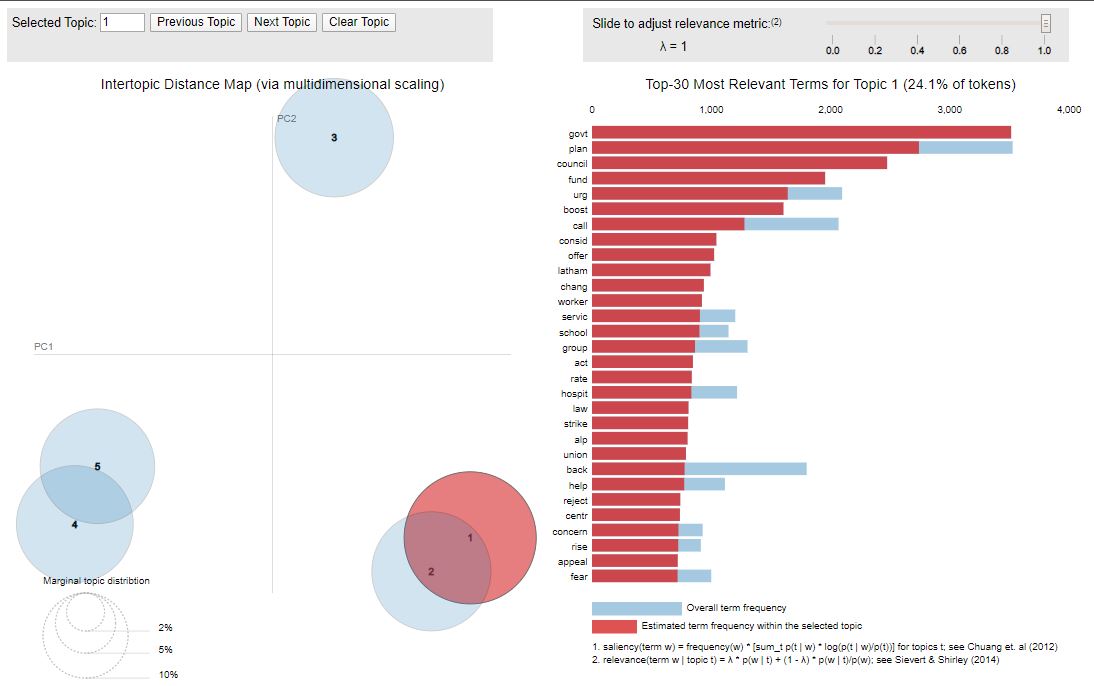 Selected Topic: 1 Previous Topic Next Topic Clear Topic
Slide to adjust relevance metric:(2)
λ = 1
0.0 0.2 0.4 0.6 0.8 1.0
Intertopic Distance Map (via multidimensional scaling)
PC2
3
PC1
5
4
1
2
Marginal topic distribtion
2%
5%
10%
Top-30 Most Relevant Terms for Topic 1 (24.1% of tokens)
0 1,000 2,000 3,000 4,000
govt
plan
council
fund
urg
boost
call
consid
offer
latham
chang
worker
servic
school
group
act
rate
hospit
law
strike
alp
union
back
help
reject
centr
concern
rise
appeal
fear
Overall term frequency
Estimated term frequency within the selected topic
1. saliency(term w) = frequency(w) * [sum_t p(t | w) * log(p(t | w)/p(t))] for topics t; see Chuang et. al (2012)
2. relevance(term w | topic t) = λ * p(w | t) + (1 - λ) * p(w | t)/p(w); see Sievert & Shirley (2014)